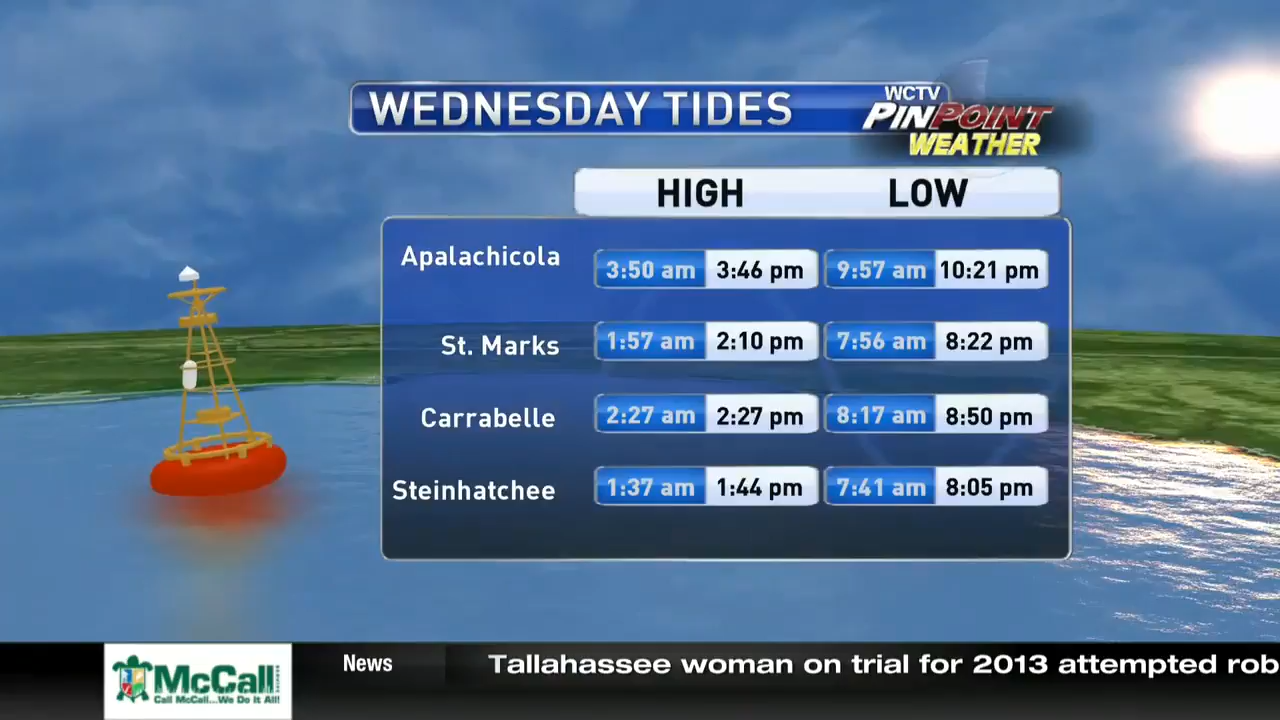 WEDNESDAY TIDES
WCTV
PINPOINT
WEATHER
HIGH LOW
Apalachicola 3:50 am 3:46 pm 9:57 am 10:21 pm
St. Marks 1:57 am 2:10 pm 7:56 am 8:22 pm
Carrabelle 2:27 am 2:27 pm 8:17 am 8:50 pm
Steinhatchee 1:37 am 1:44 pm 7:41 am 8:05 pm
McCall
Call McCall...We Do It All!
News Tallahassee woman on trial for 2013 attempted rob